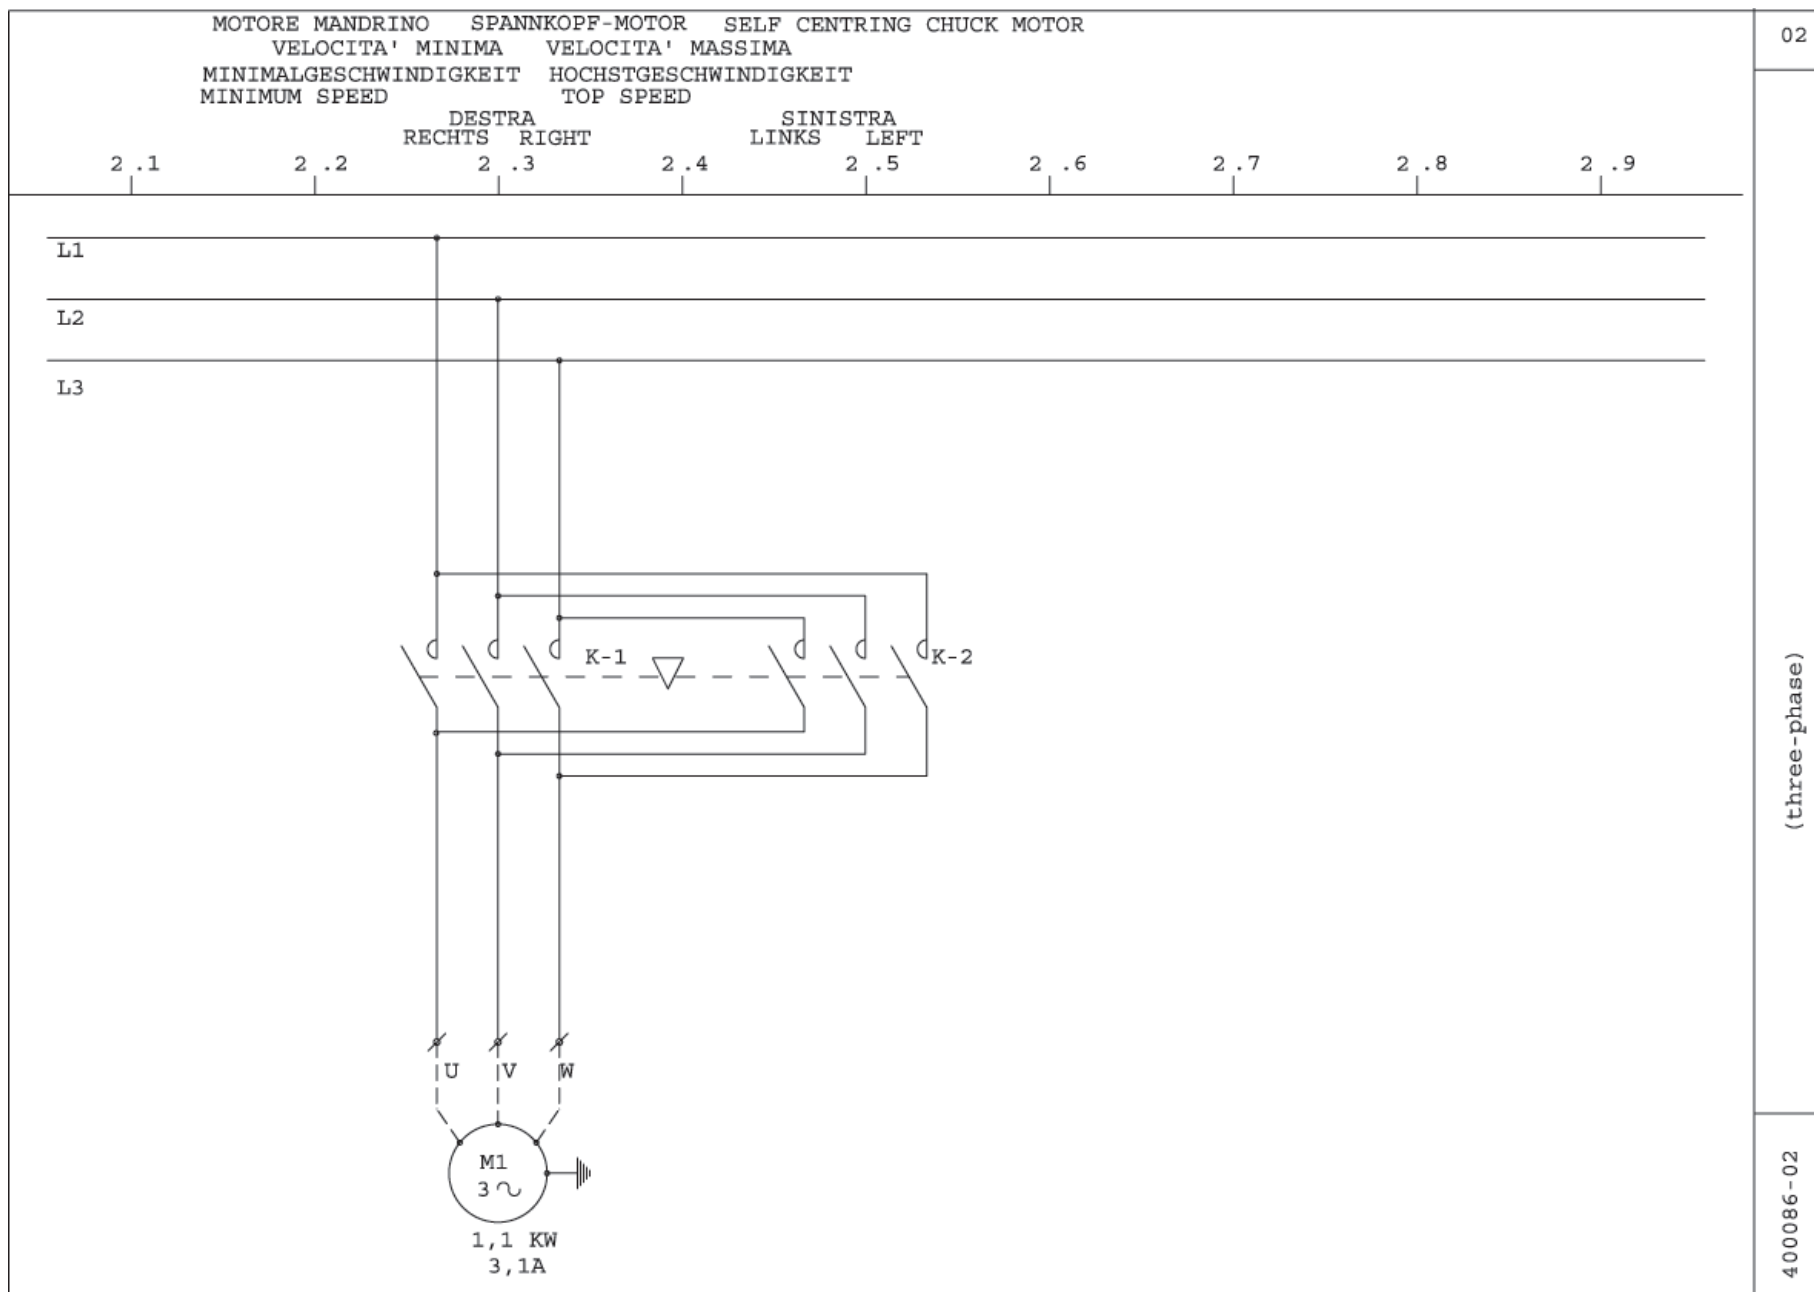 MOTORE MANDRINO SPANNKOPF-MOTOR SELF CENTRING CHUCK MOTOR
02
VELOCITA' MINIMA VELOCITA' MASSIMA
MINIMALGESCHWINDIGKEIT HOCHSTGESCHWINDIGKEIT
MINIMUM SPEED TOP SPEED
DESTRA SINISTRA
RECHTS RIGHT LINKS LEFT
2.1 2.2 2.3 2.4 2.5 2.6 2.7 2.8 2.9
L1
L2
L3
K-1 K-2
(three-phase)
U V W
M1
3
1,1 KW
3,1A
400086-02